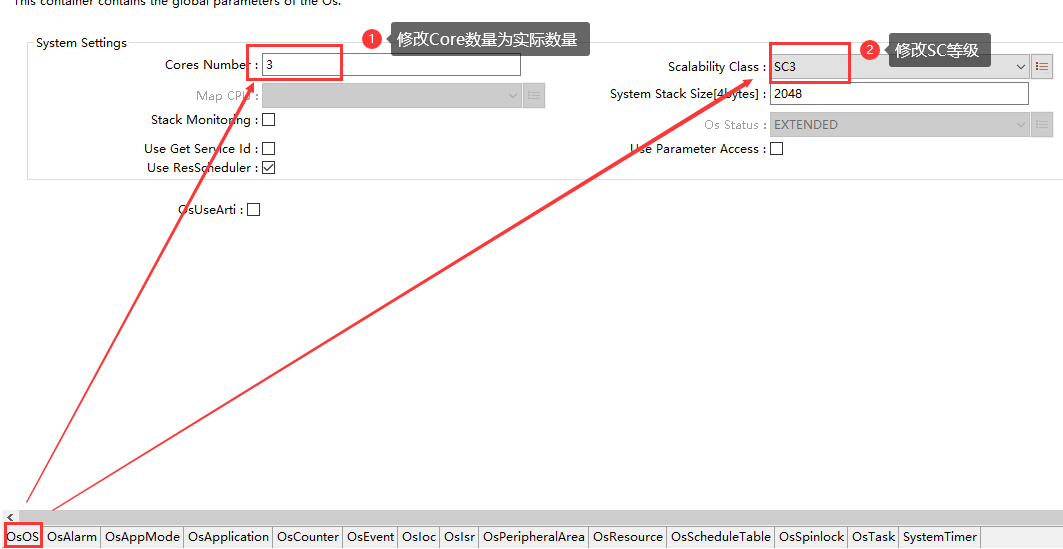 This container contains the global parameters of the Os.
1 修改Core数量为实际数量
2 修改SC等级
System Settings
Cores Number : 3
Scalability Class : SC3
Map CPU :
System Stack Size[4bytes] : 2048
Stack Monitoring :
Os Status : EXTENDED
Use Get Service Id :
Use Parameter Access :
Use ResScheduler :
OsUseArti :
OsOS OsAlarm OsAppMode OsApplication OsCounter OsEvent OsIoc OsIsr OsPeripheralArea OsResource OsScheduleTable OsSpinlock OsTask SystemTimer